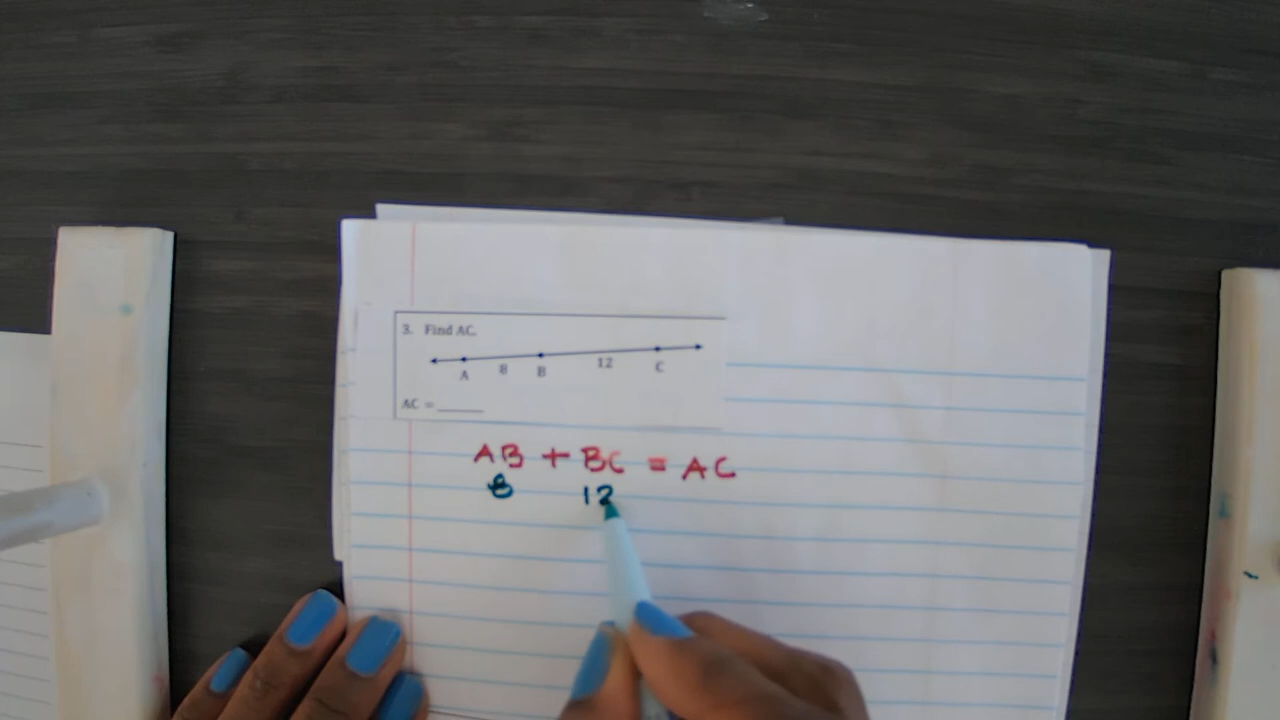 3. Find AC.
A 8 B 12 C
AC = ______
AB + BC = AC
8 12